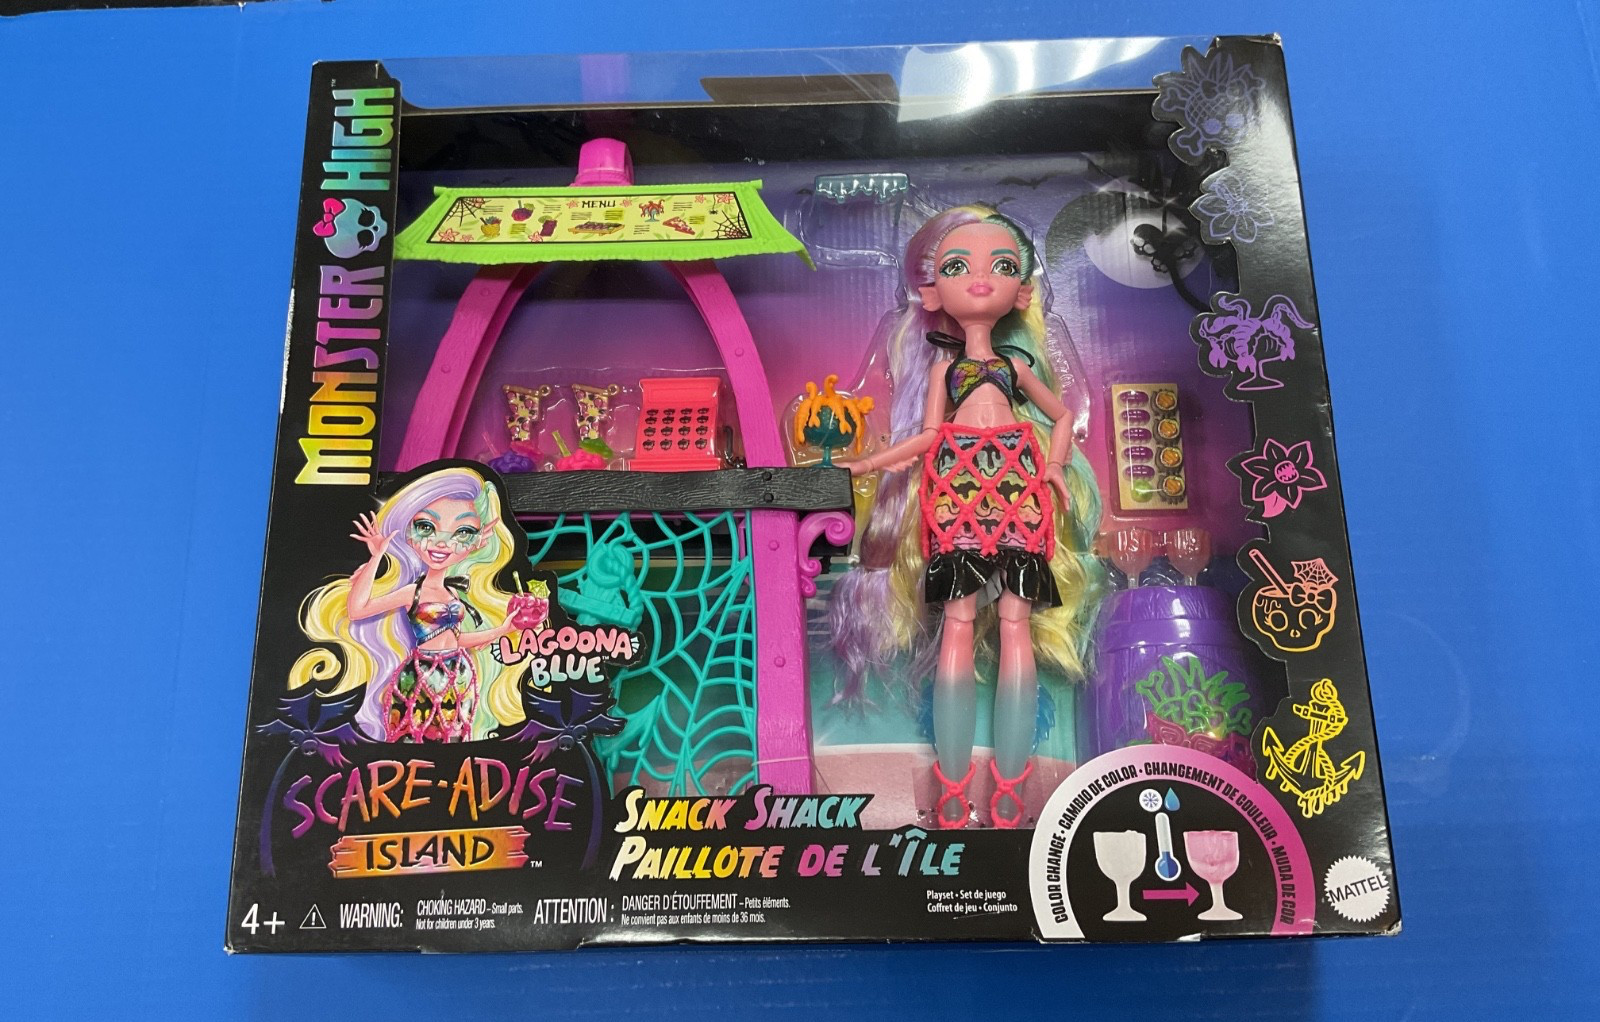 MONSTER HIGH™
MENU
LAGOONA
BLUE™
SCARE-ADISE
ISLAND™
SNACK SHACK
PAILLOTE DE L'ÎLE
4+
WARNING:
CHOKING HAZARD – Small parts.
Not for children under 3 years.
ATTENTION :
DANGER D'ÉTOUFFEMENT – Petits éléments.
Ne convient pas aux enfants de moins de 36 mois.
Playset • Set de juego
Coffret de jeu • Conjunto
COLOR CHANGE • CAMBIO DE COLOR • CHANGEMENT DE COULEUR • MUDA DE COR
MATTEL